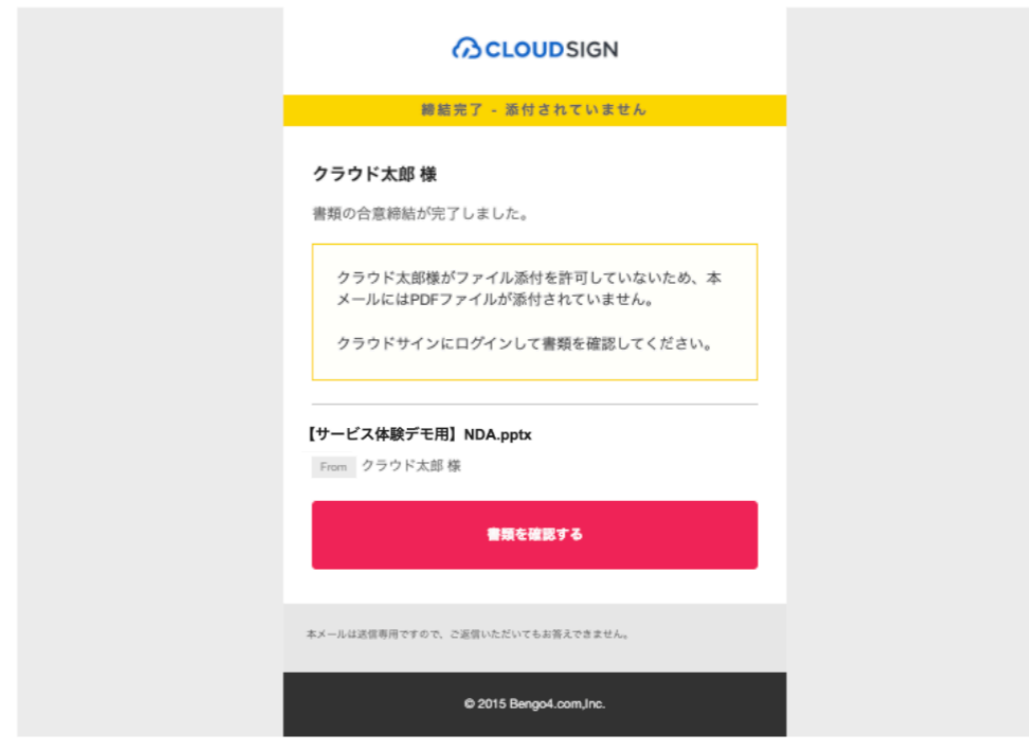 CLOUDSIGN
締結完了 - 添付されていません
クラウド太郎 様
書類の合意締結が完了しました。
クラウド太郎様がファイル添付を許可していないため、本
メールにはPDFファイルが添付されていません。
クラウドサインにログインして書類を確認してください。
【サービス体験デモ用】NDA.pptx
From クラウド太郎 様
書類を確認する
本メールは送信専用ですので、ご返信いただいてもお答えできません。
© 2015 Bengo4.com,Inc.